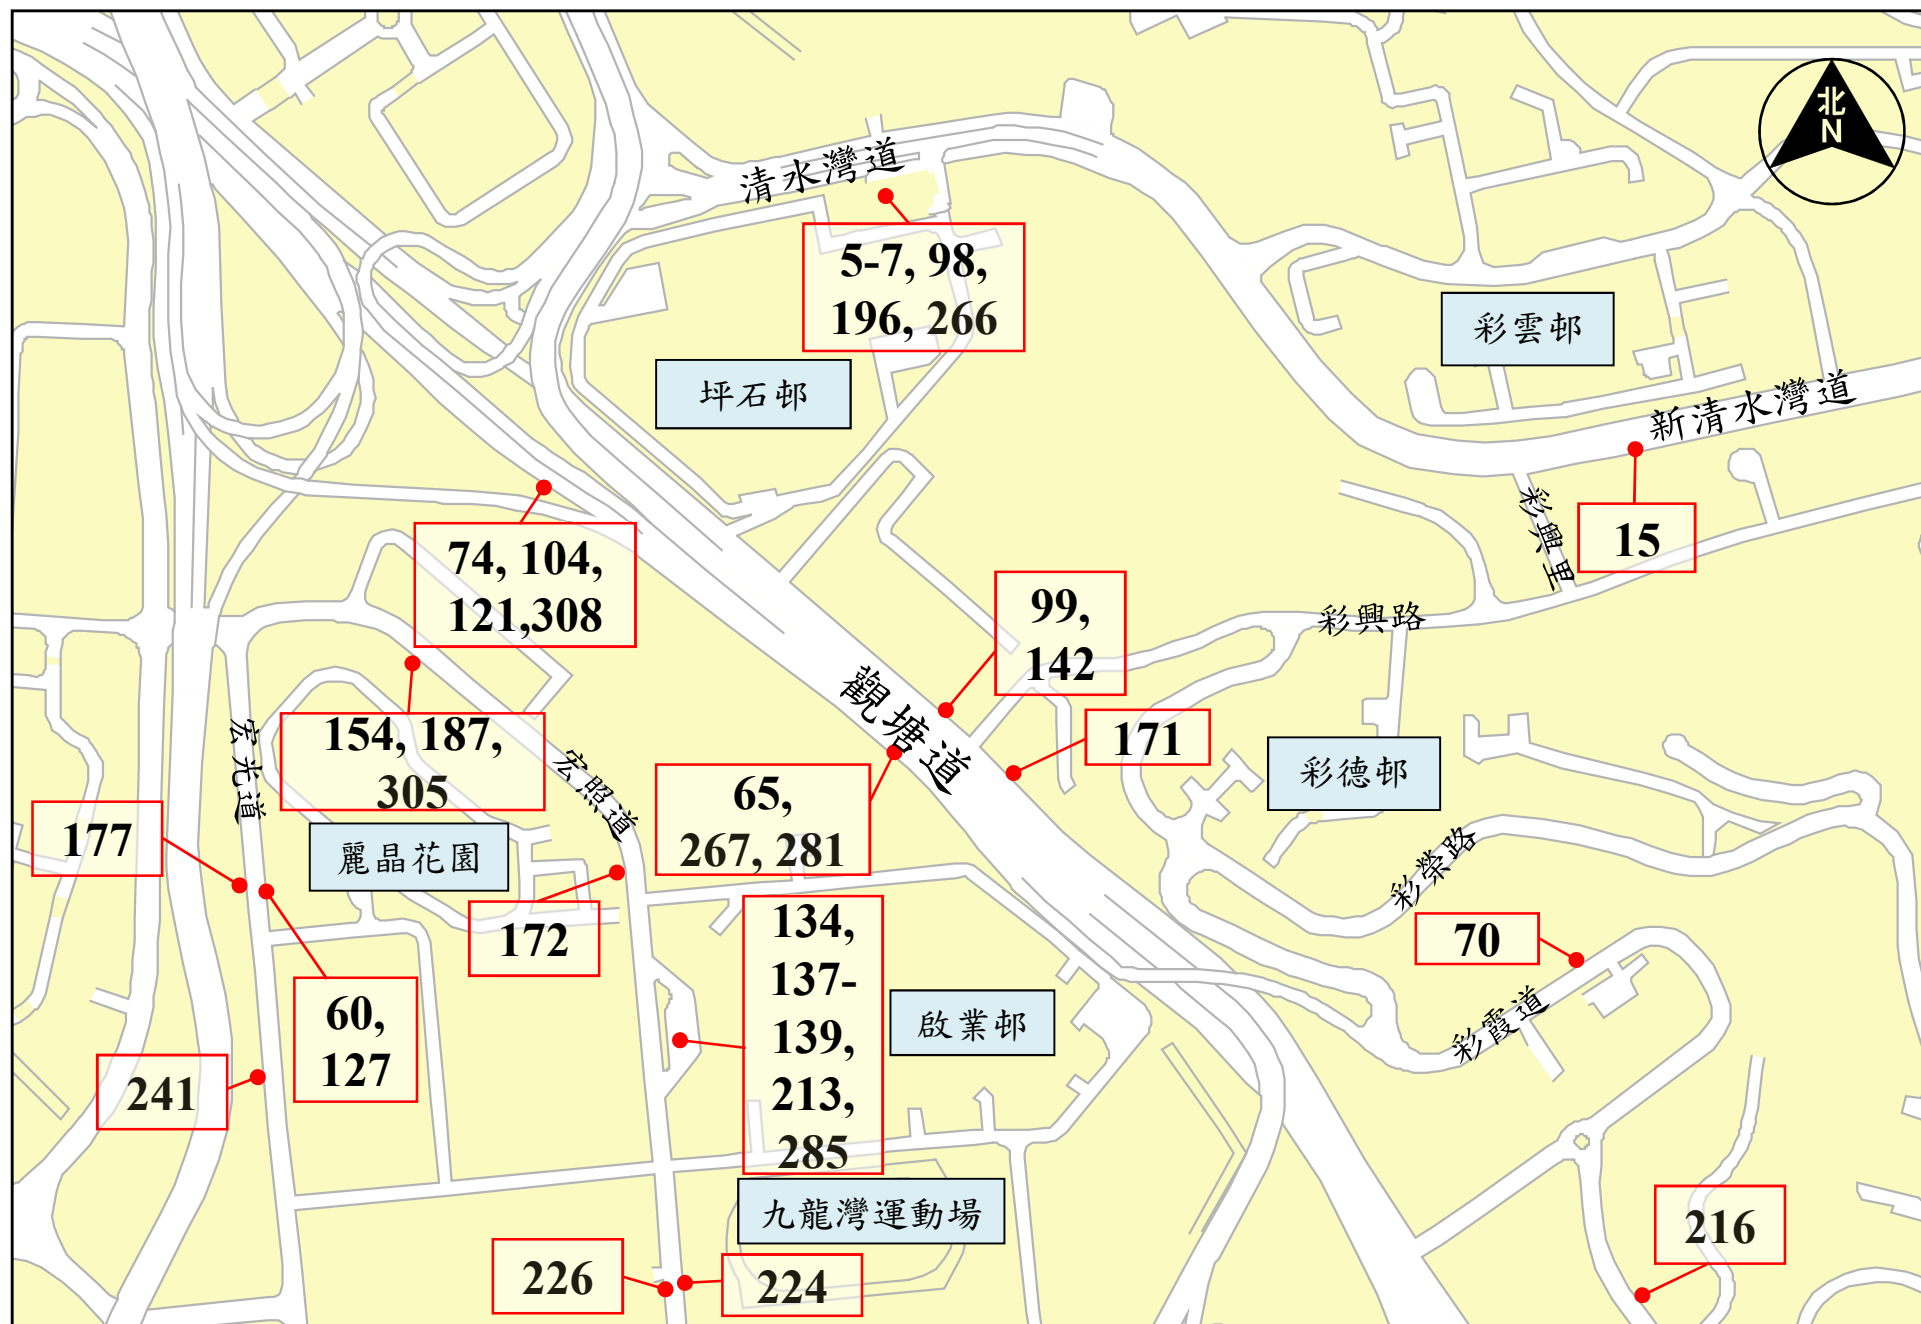 北
N
清水灣道
5-7, 98,
196, 266
彩雲邨
坪石邨
新清水灣道
彩興里
15
74, 104,
121,308
99,
142
彩興路
觀塘道
154, 187,
305
宏光道
宏照道
171
彩德邨
65,
267, 281
177
麗晶花園
彩榮路
172
134,
137-
139,
213,
285
70
60,
127
啟業邨
彩霞道
241
九龍灣運動場
216
226
224